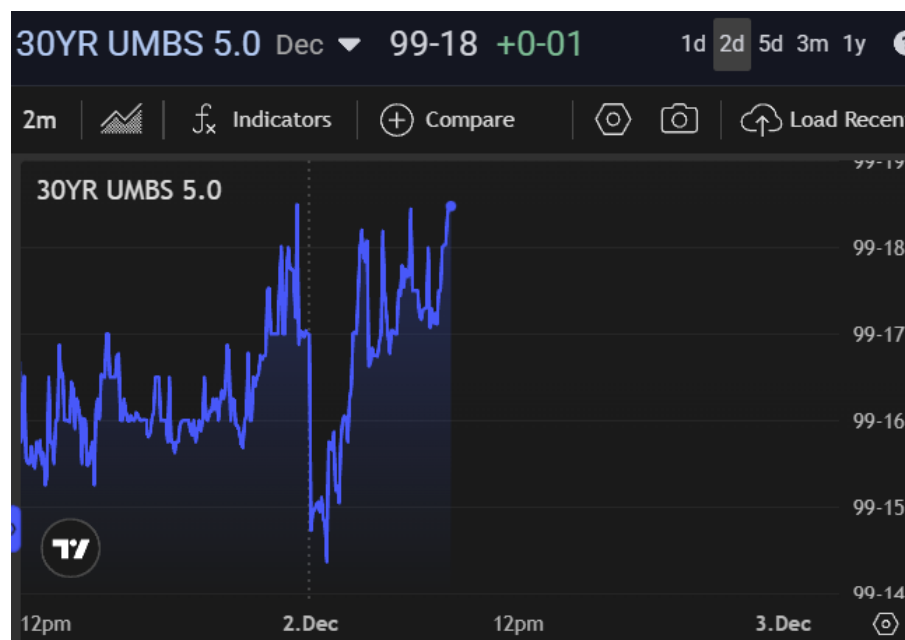 30YR UMBS 5.0 Dec 99-18 +0-01 1d 2d 5d 3m 1y
2m Indicators Compare Load Recen
99-19
30YR UMBS 5.0
99-18
99-17
99-16
99-15
99-14
12pm 2.Dec 12pm 3.Dec